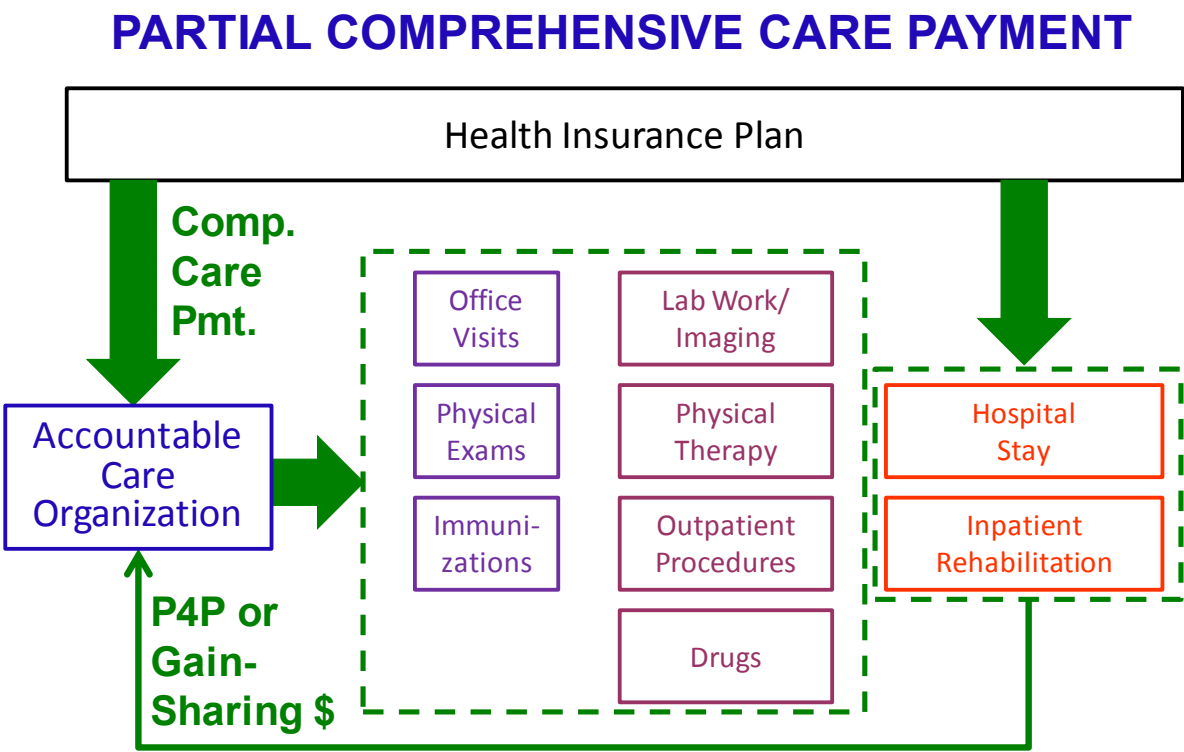 PARTIAL COMPREHENSIVE CARE PAYMENT
Health Insurance Plan
Comp.
Care
Pmt.
Office
Visits
Lab Work/
Imaging
Accountable
Care
Organization
Physical
Exams
Physical
Therapy
Hospital
Stay
Immuni-
zations
Outpatient
Procedures
Inpatient
Rehabilitation
P4P or
Gain-
Sharing $
Drugs